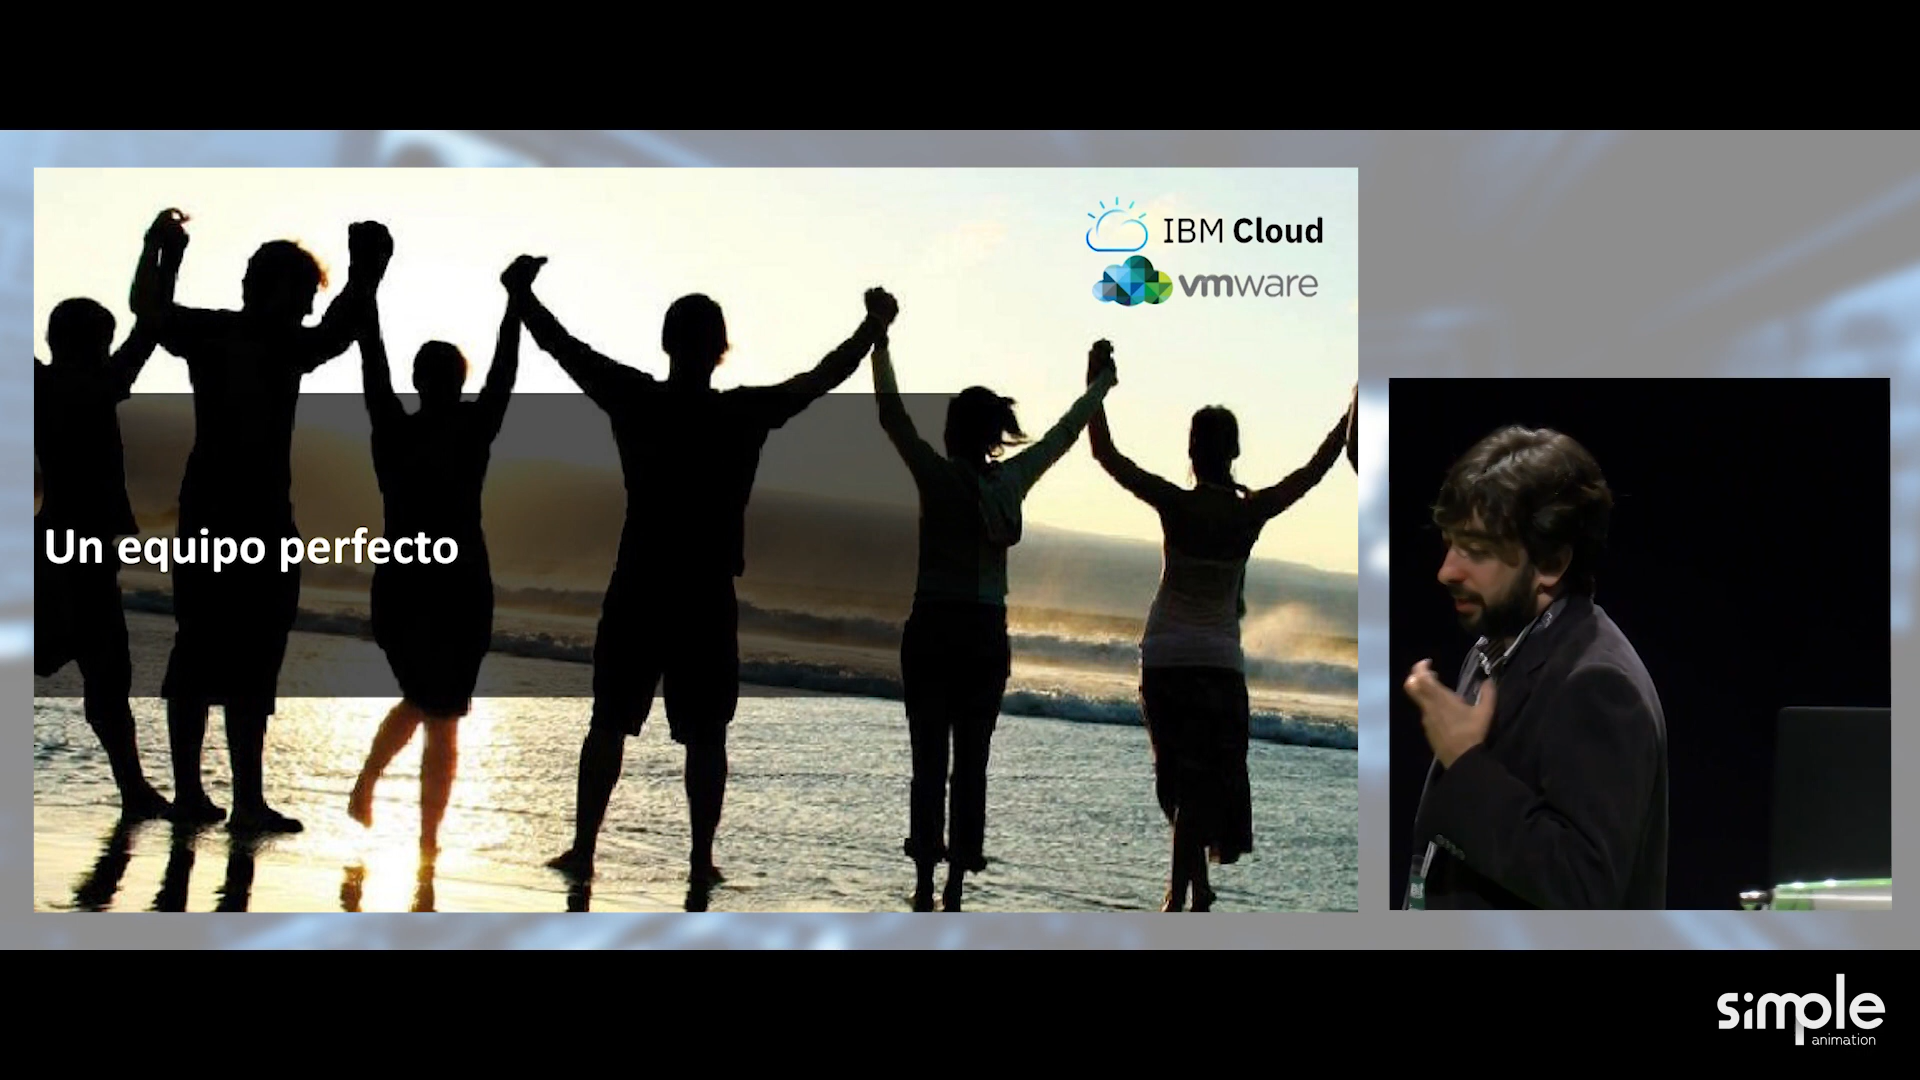 IBM Cloud
vmware
Un equipo perfecto
simple
animation